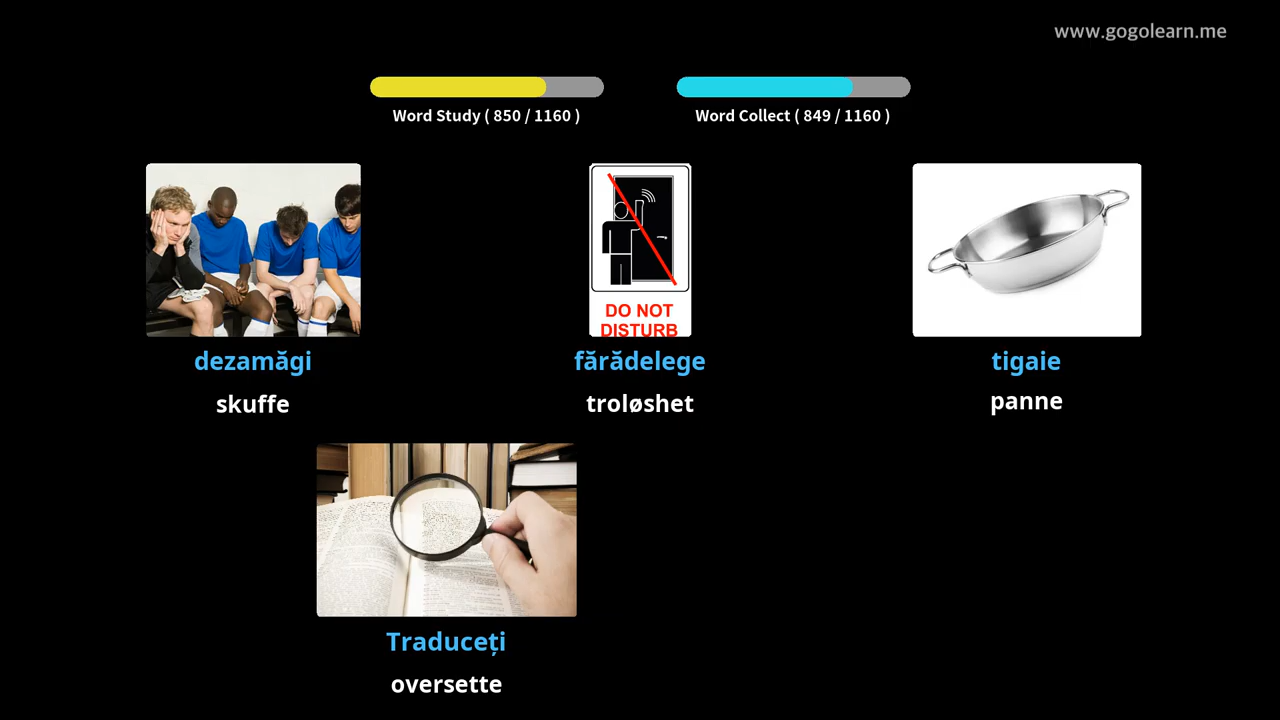 www.gogolearn.me
Word Study ( 850 / 1160 )
Word Collect ( 849 / 1160 )
DO NOT
DISTURB
dezamăgi
fărădelege
tigaie
skuffe
troløshet
panne
Traduceți
oversette